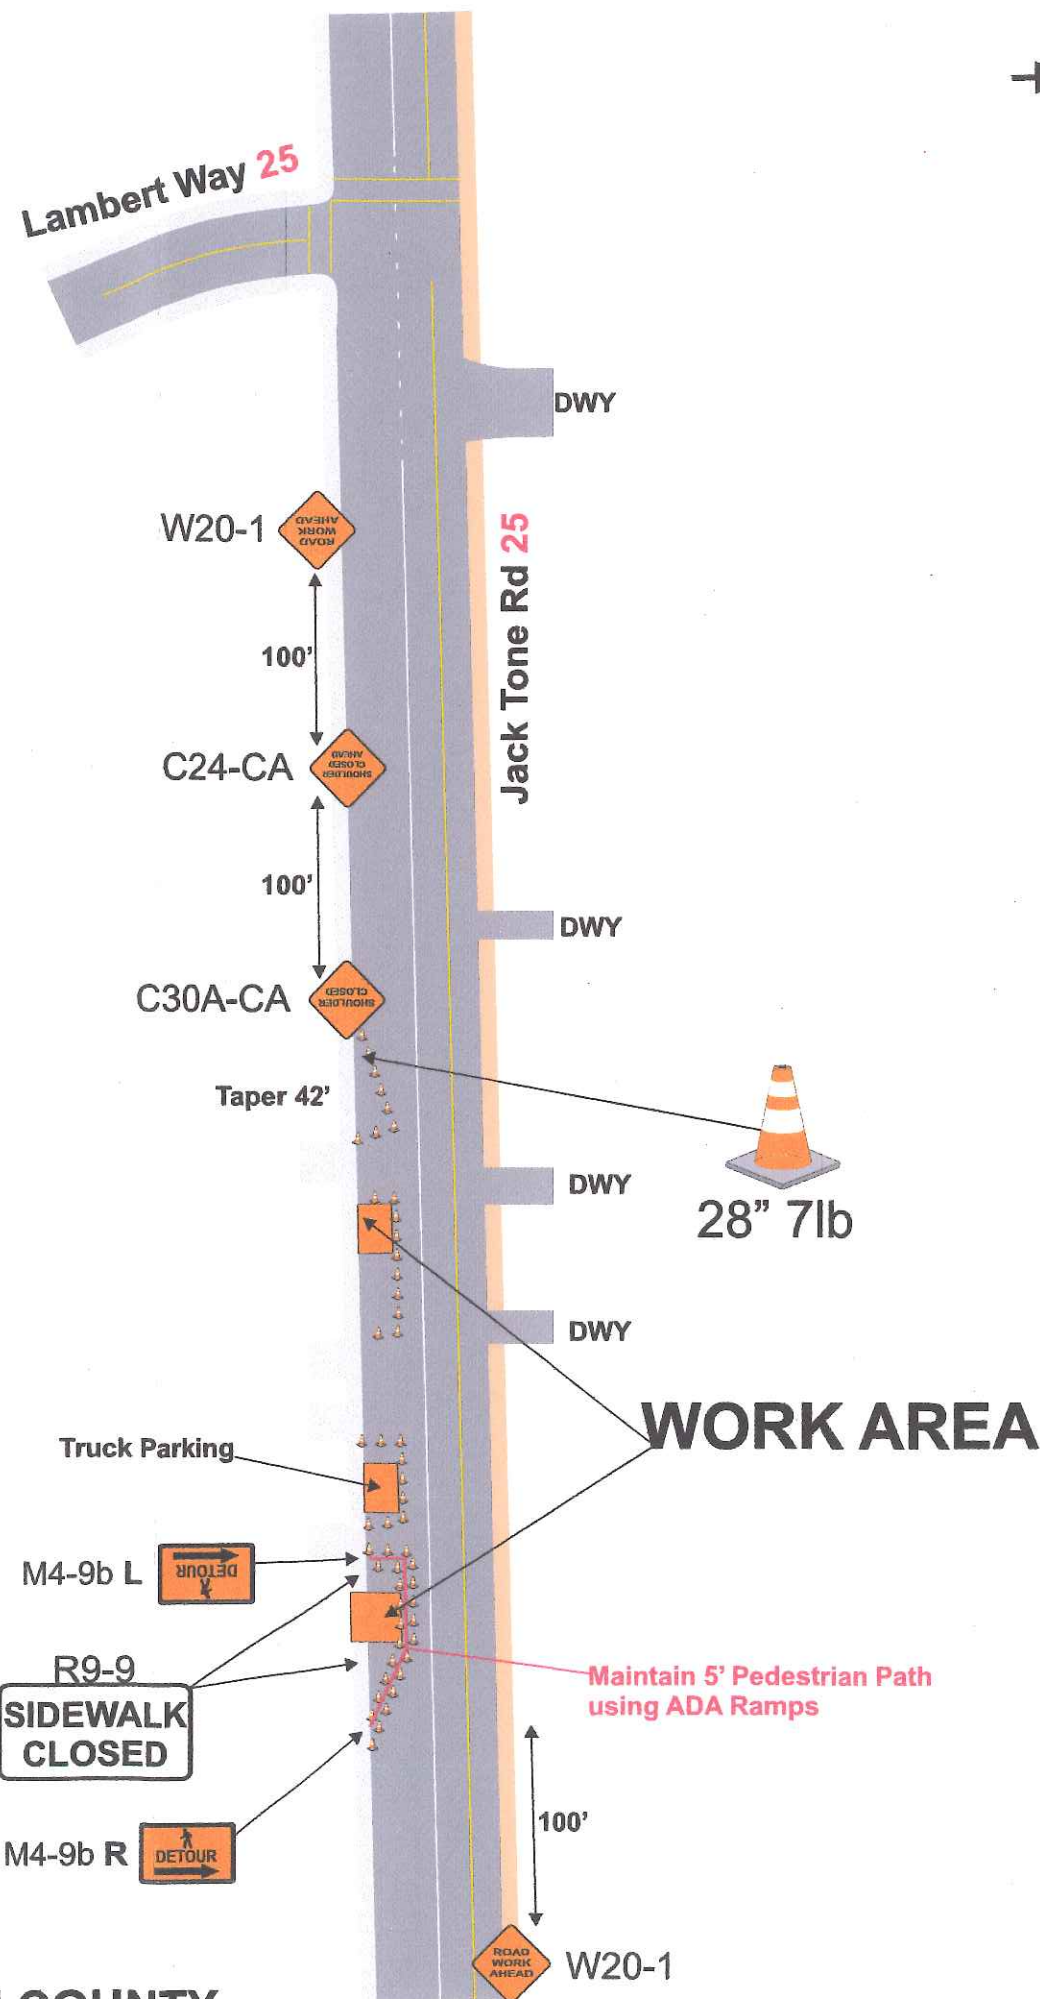 Lambert Way 25
DWY
W20-1
ROAD
WORK
AHEAD
Jack Tone Rd 25
100'
C24-CA
SHOULDER
CLOSED
AHEAD
100'
DWY
C30A-CA
SHOULDER
CLOSED
Taper 42'
DWY
28” 7lb
DWY
WORK AREA
Truck Parking
M4-9b L
DETOUR
R9-9
SIDEWALK
CLOSED
Maintain 5' Pedestrian Path
using ADA Ramps
100'
M4-9b R
DETOUR
ROAD
WORK
AHEAD
W20-1
COUNTY